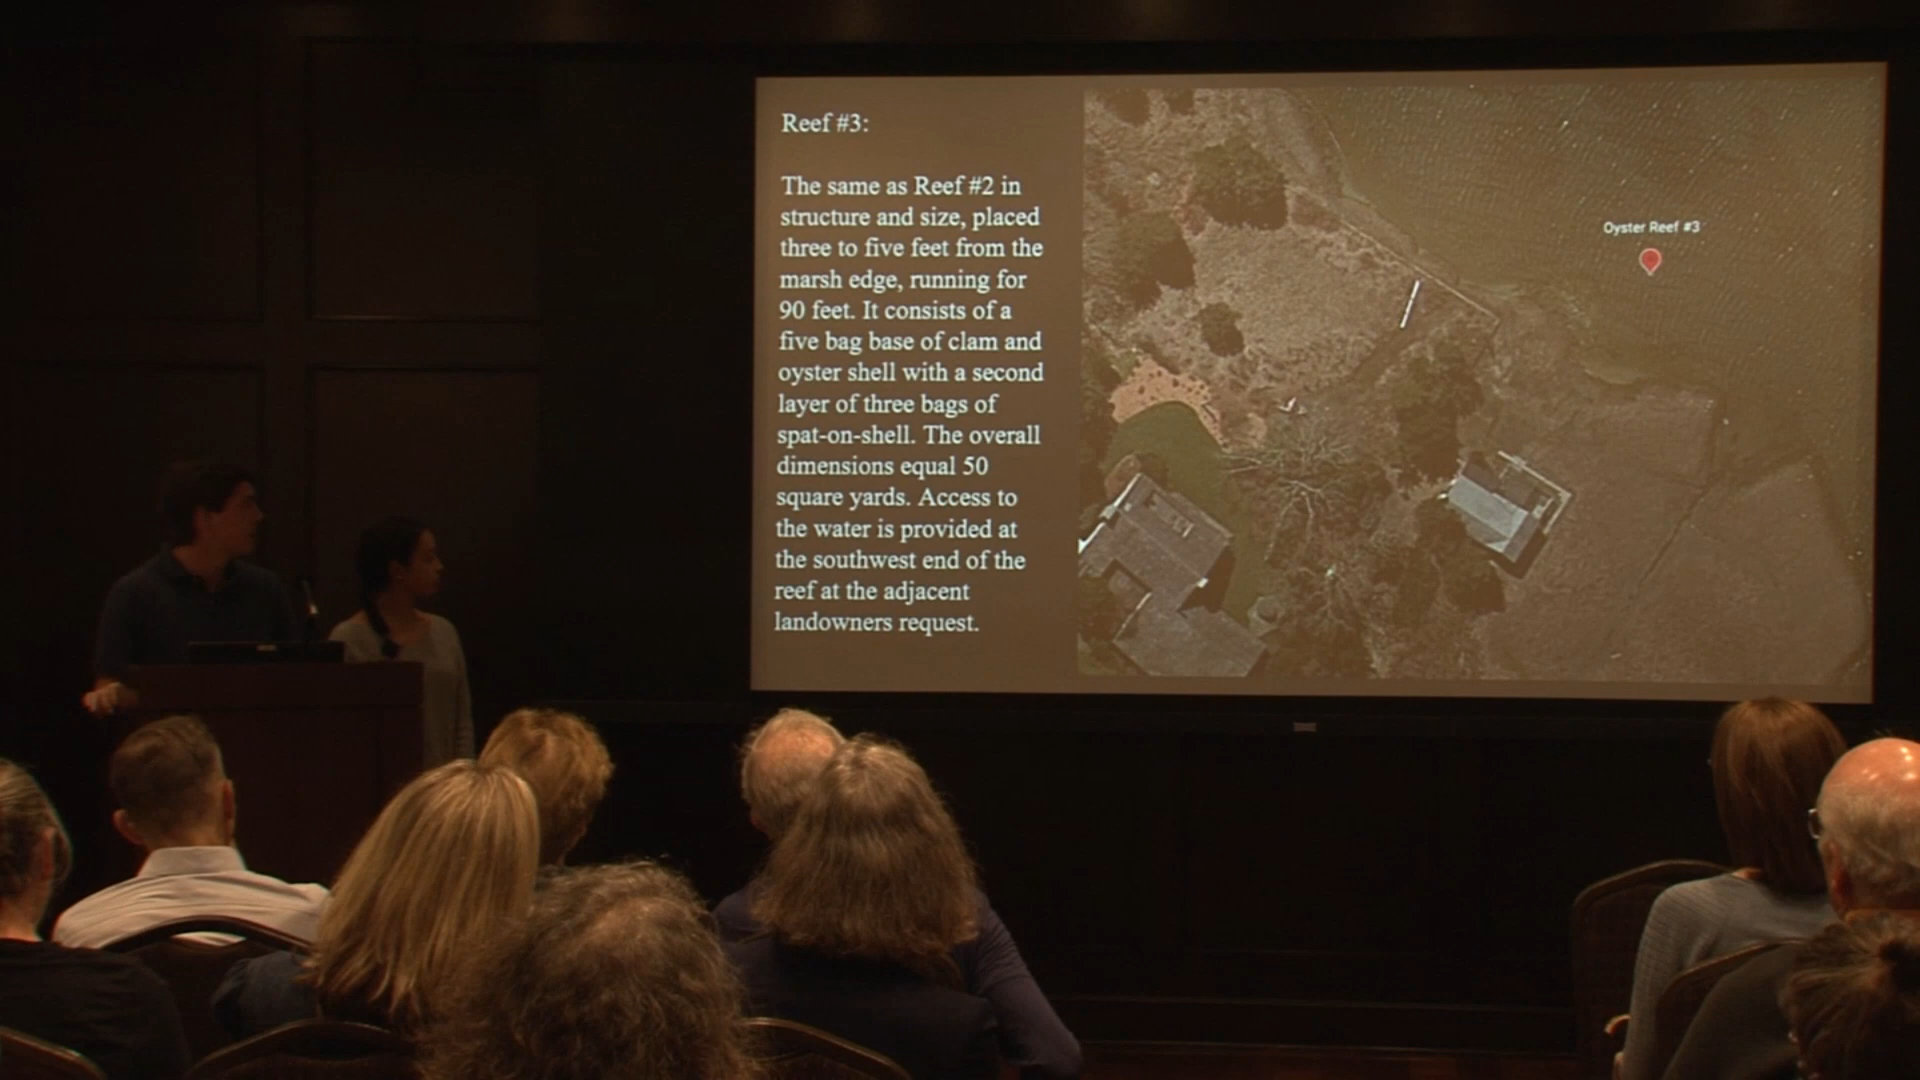 Reef #3:
The same as Reef #2 in
structure and size, placed
three to five feet from the
marsh edge, running for
90 feet. It consists of a
five bag base of clam and
oyster shell with a second
layer of three bags of
spat-on-shell. The overall
dimensions equal 50
square yards. Access to
the water is provided at
the southwest end of the
reef at the adjacent
landowners request.
Oyster Reef #3